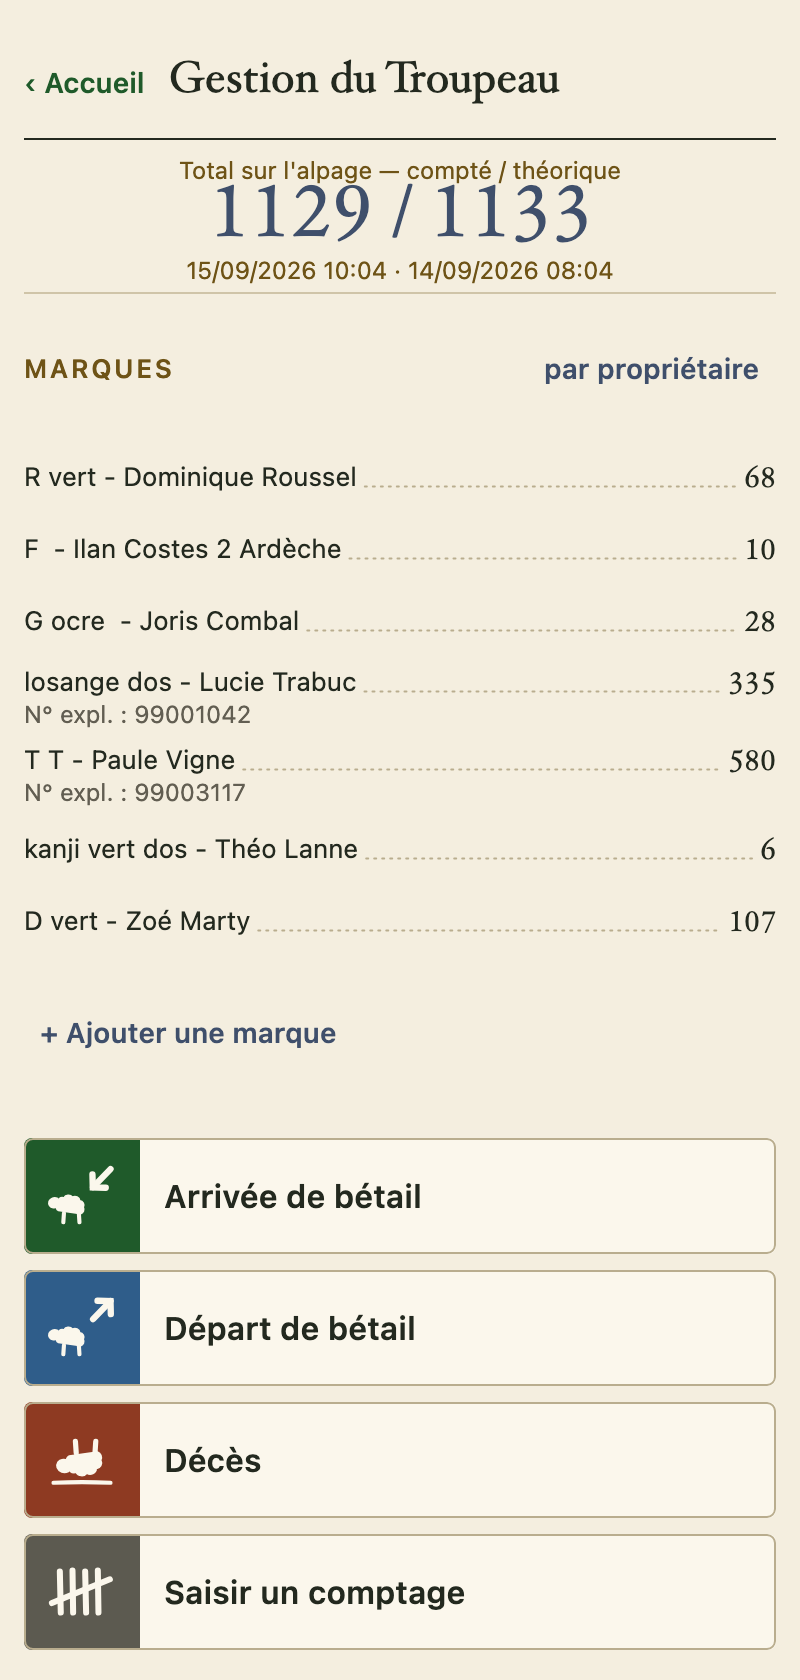 ‹ Accueil Gestion du Troupeau
Total sur l'alpage — compté / théorique
1129 / 1133
15/09/2026 10:04 · 14/09/2026 08:04
MARQUES par propriétaire
R vert - Dominique Roussel 68
F  - Ilan Costes 2 Ardèche 10
G ocre  - Joris Combal 28
losange dos - Lucie Trabuc 335
N° expl. : 99001042
T T - Paule Vigne 580
N° expl. : 99003117
kanji vert dos - Théo Lanne 6
D vert - Zoé Marty 107
+ Ajouter une marque
Arrivée de bétail
Départ de bétail
Décès
Saisir un comptage